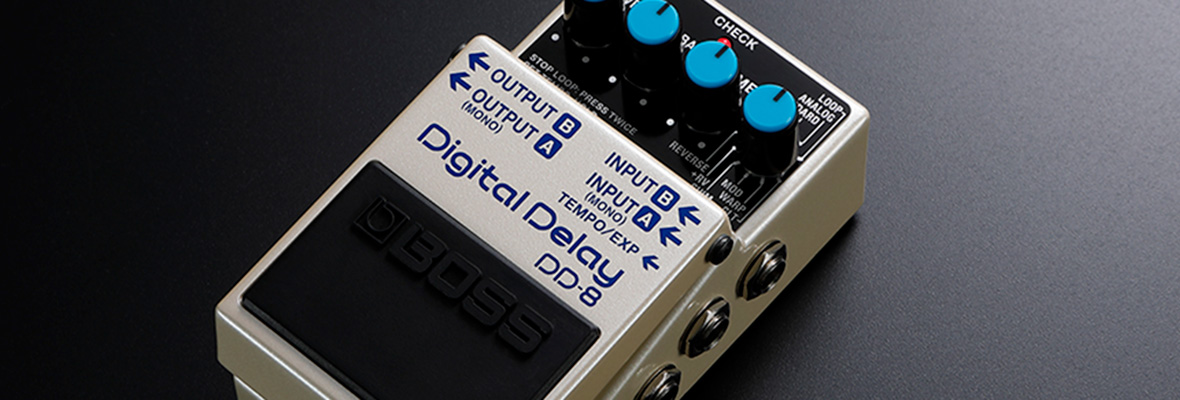 CHECK
LOOP
ANALOG
STOP LOOP: PRESS TWICE
REVERSE
+RV
MOD
WARP
OUTPUT B
OUTPUT A
(MONO)
INPUT B
INPUT A
(MONO)
TEMPO/EXP
Digital Delay
DD-8
BOSS